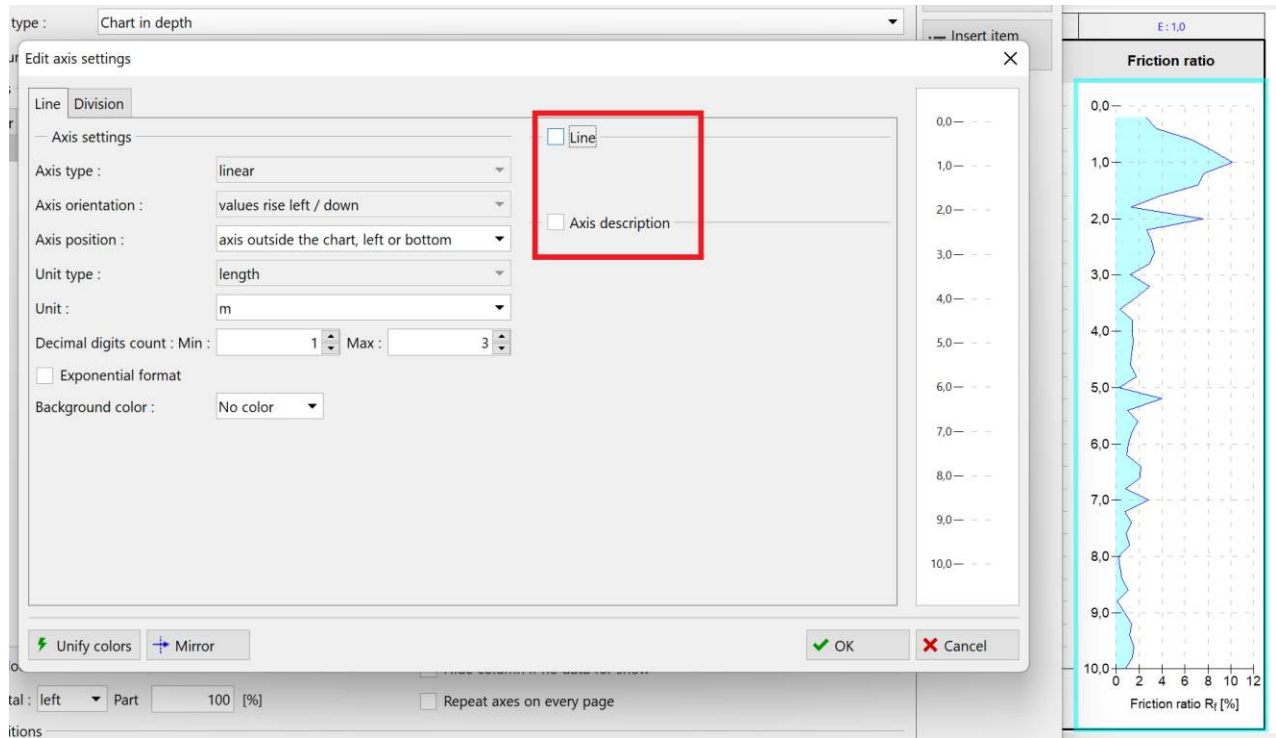 type : Chart in depth
Insert item
E : 1,0
Edit axis settings
Friction ratio
Line Division
Axis settings
Line
Axis type : linear
Axis orientation : values rise left / down
Axis description
Axis position : axis outside the chart, left or bottom
Unit type : length
Unit : m
Decimal digits count : Min : 1 Max : 3
Exponential format
Background color : No color
0,0
1,0
2,0
3,0
4,0
5,0
6,0
7,0
8,0
9,0
10,0
Unify colors Mirror OK Cancel
tal : left Part 100 [%] Repeat axes on every page
0,0
1,0
2,0
3,0
4,0
5,0
6,0
7,0
8,0
9,0
10,0
0 2 4 6 8 10 12
Friction ratio Rf [%]